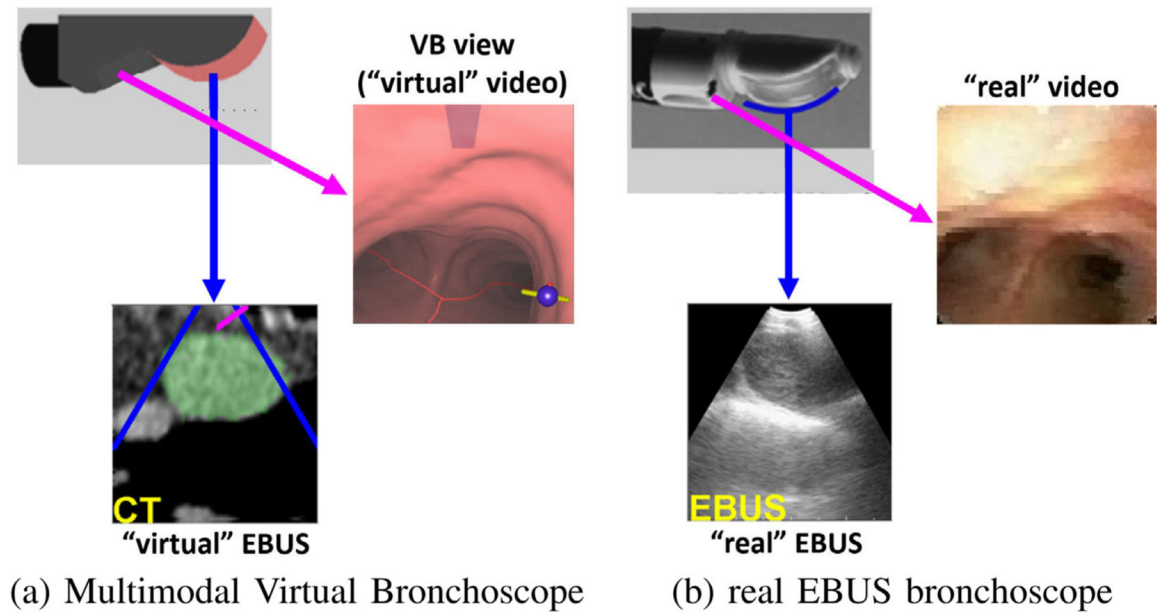 VB view
(“virtual” video)
“real” video
CT
“virtual” EBUS
EBUS
“real” EBUS
(a) Multimodal Virtual Bronchoscope
(b) real EBUS bronchoscope